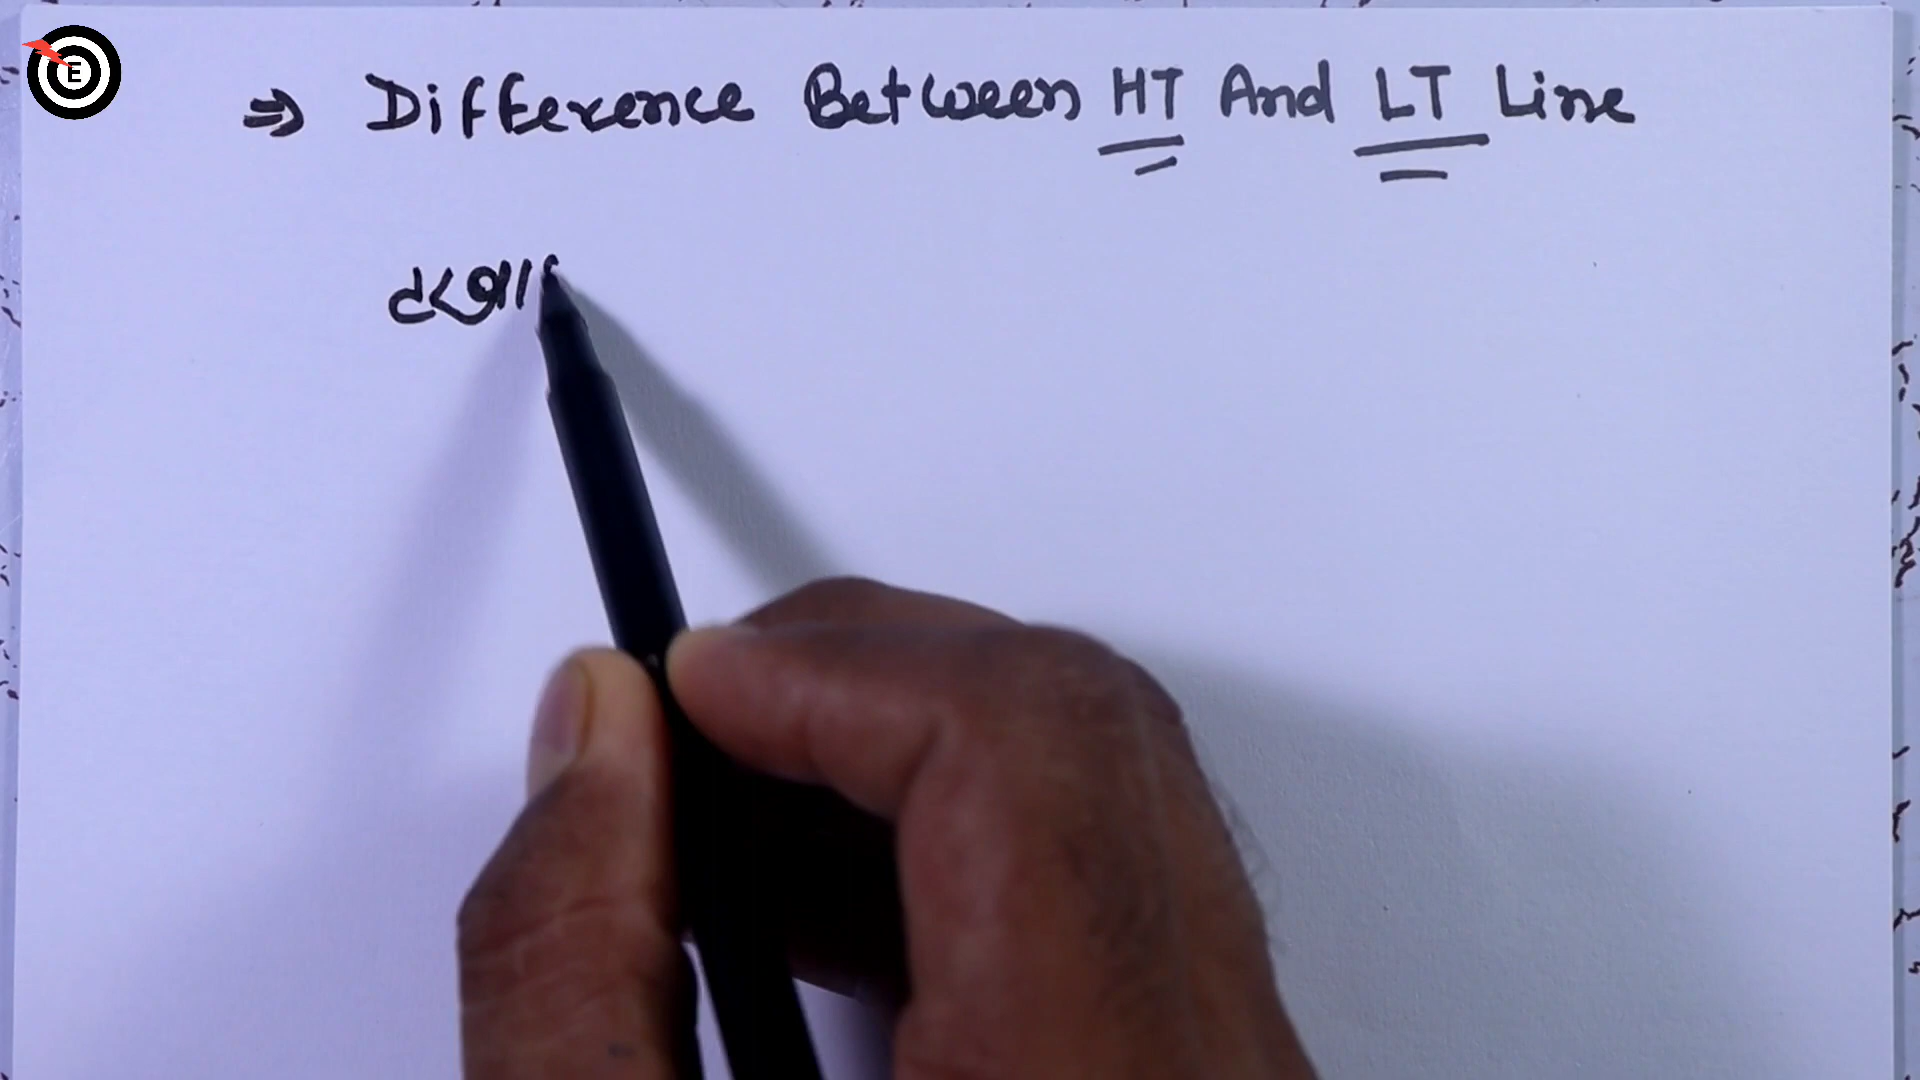 E
⇒ Difference Between HT And LT Line